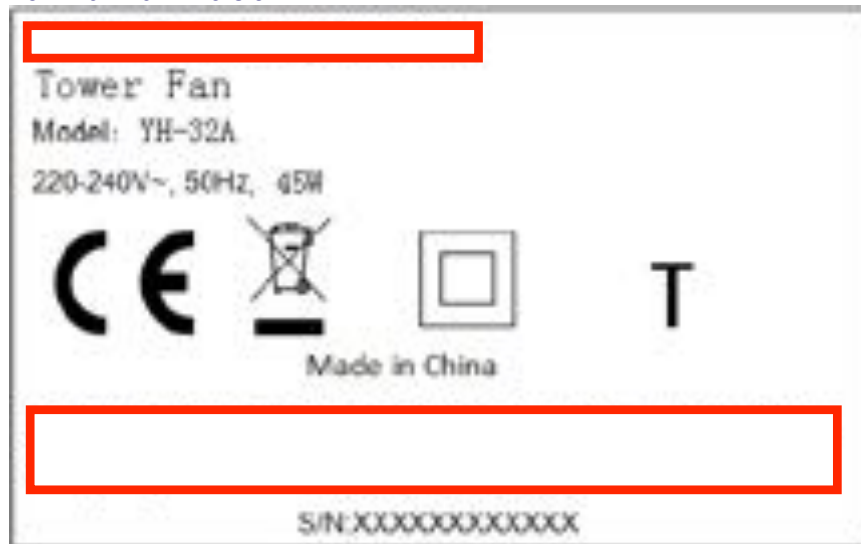 Tower Fan
Model: YH-32A
220-240V~, 50Hz, 45W
CE
T
Made in China
S/N:XXXXXXXXXXXX